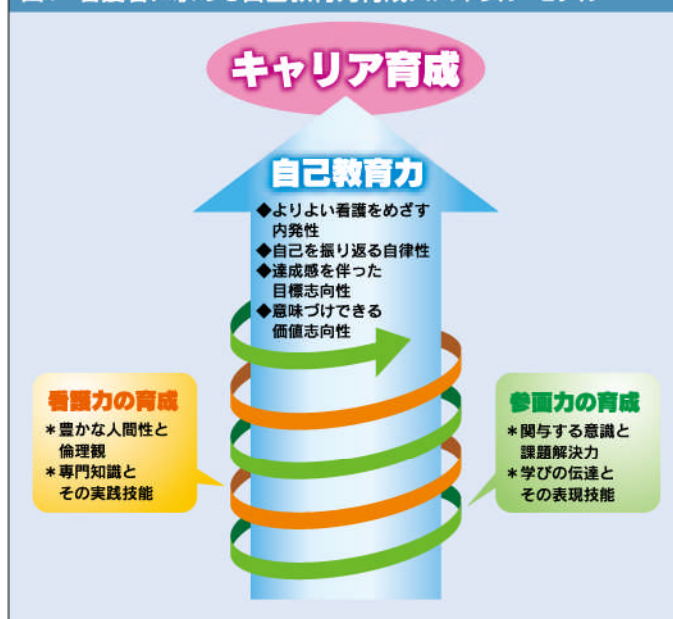 キャリア育成
自己教育力
◆よりよい看護をめざす
内発性
◆自己を振り返る自律性
◆達成感を伴った
目標志向性
◆意味づけできる
価値志向性
看護力の育成
＊豊かな人間性と
倫理観
＊専門知識と
その実践技能
参画力の育成
＊関与する意識と
課題解決力
＊学びの伝達と
その表現技能